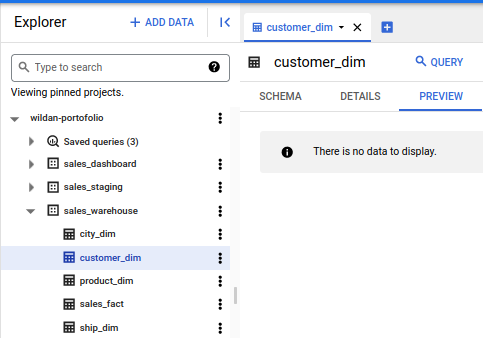 Explorer
+ ADD DATA
Type to search
Viewing pinned projects.
wildan-portofolio
Saved queries (3)
sales_dashboard
sales_staging
sales_warehouse
city_dim
customer_dim
product_dim
sales_fact
ship_dim
customer_dim
customer_dim
QUERY
SCHEMA DETAILS PREVIEW
There is no data to display.